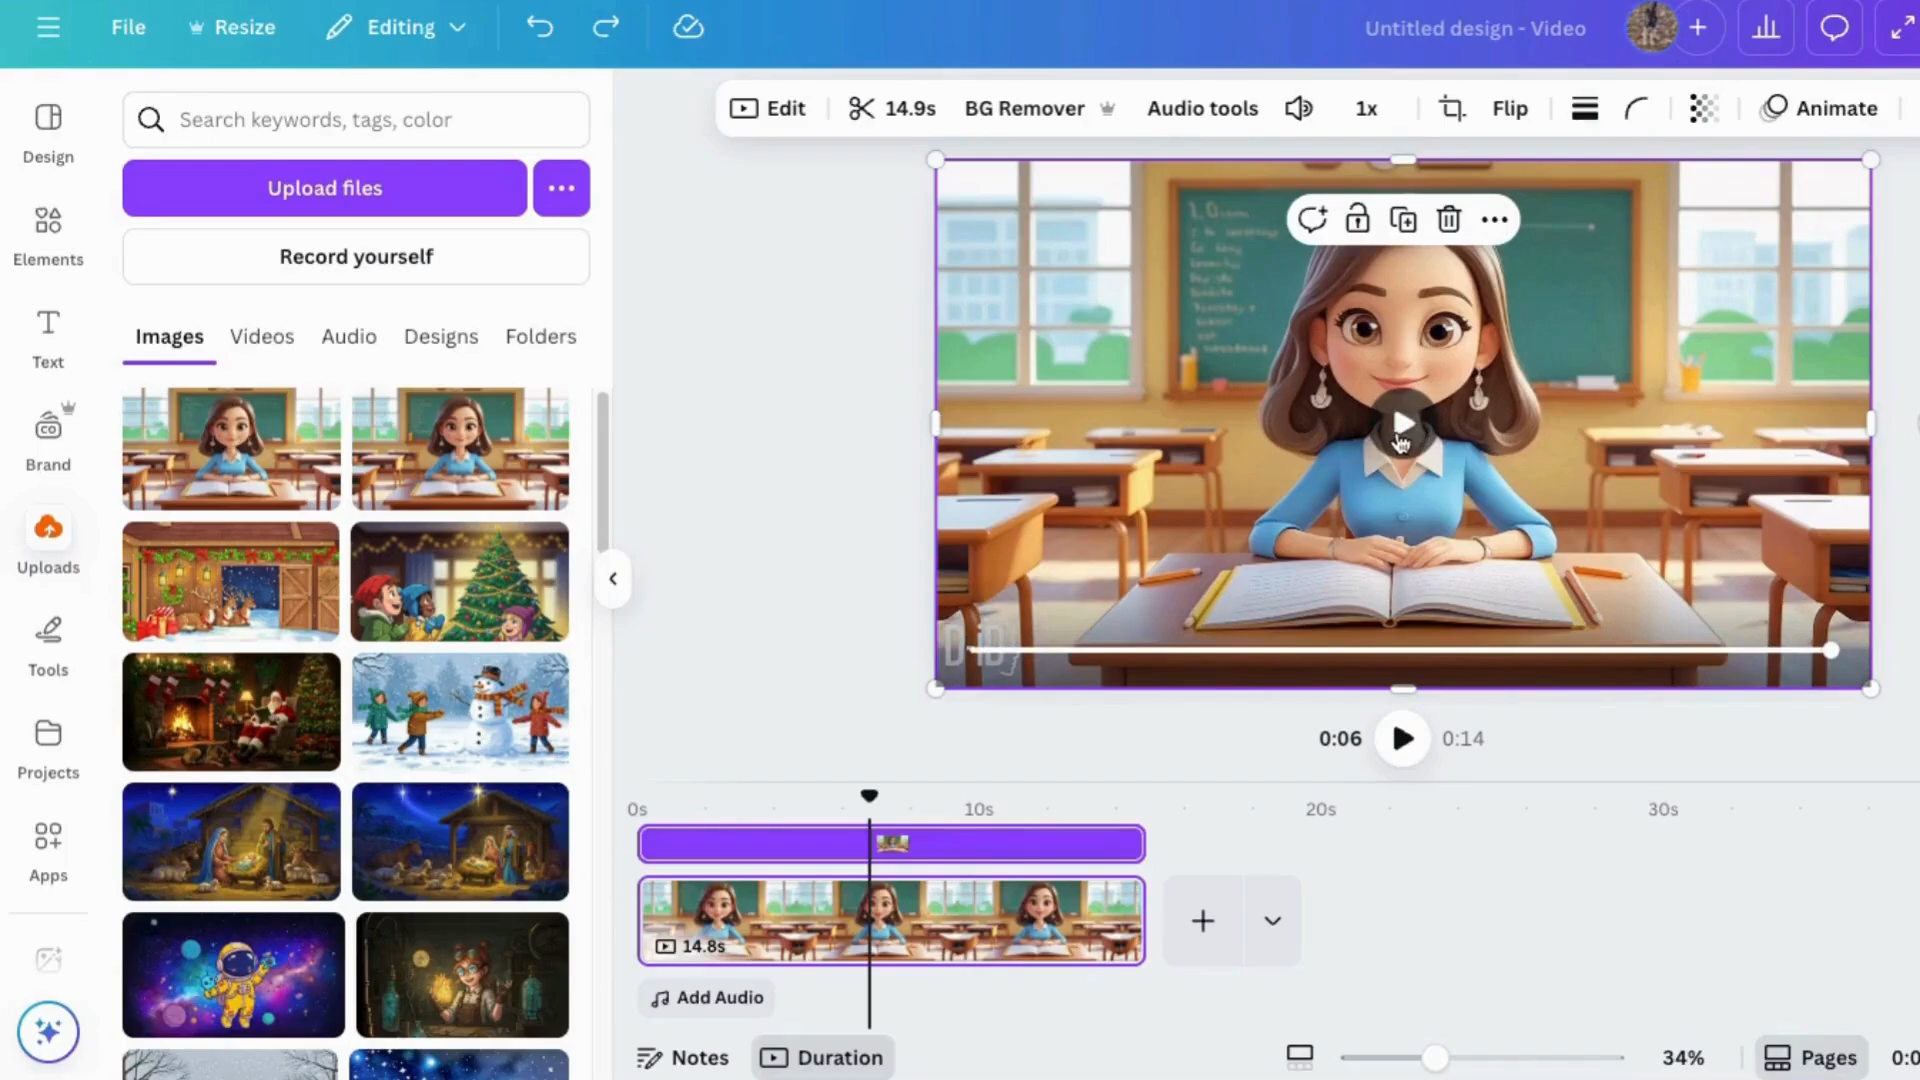 File
Resize
Editing
Untitled design - Video
Design
Elements
Text
Brand
Uploads
Tools
Projects
Apps
Search keywords, tags, color
Upload files
Record yourself
Images
Videos
Audio
Designs
Folders
Edit
14.9s
BG Remover
Audio tools
1x
Flip
Animate
D iD
0:06
0:14
0s
10s
20s
30s
14.8s
Add Audio
Notes
Duration
34%
Pages